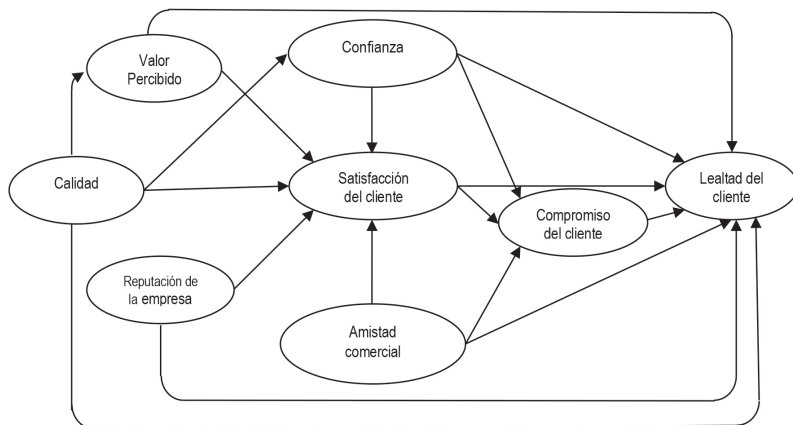 Valor
Percibido
Confianza
Calidad
Satisfacción
del cliente
Lealtad del
cliente
Compromiso
del cliente
Reputación de
la empresa
Amistad
comercial